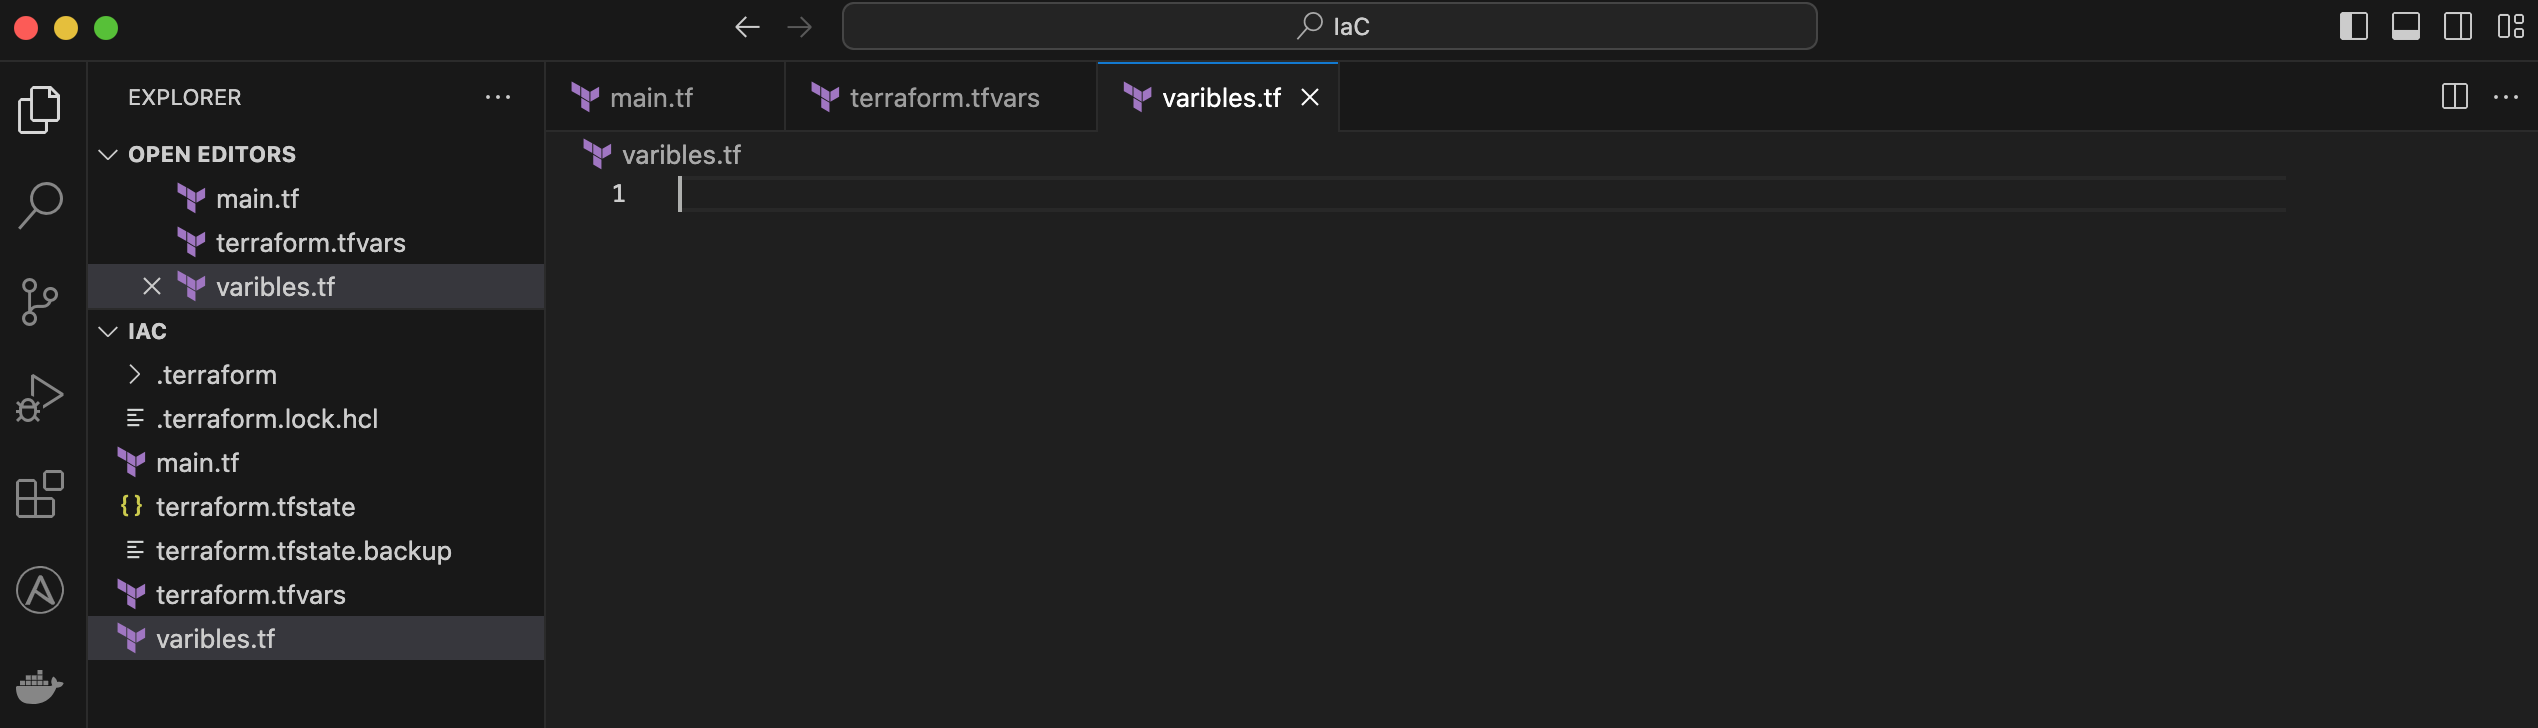 IaC
EXPLORER
OPEN EDITORS
main.tf
terraform.tfvars
varibles.tf
IAC
.terraform
.terraform.lock.hcl
main.tf
terraform.tfstate
terraform.tfstate.backup
terraform.tfvars
varibles.tf
main.tf
terraform.tfvars
varibles.tf
varibles.tf
1